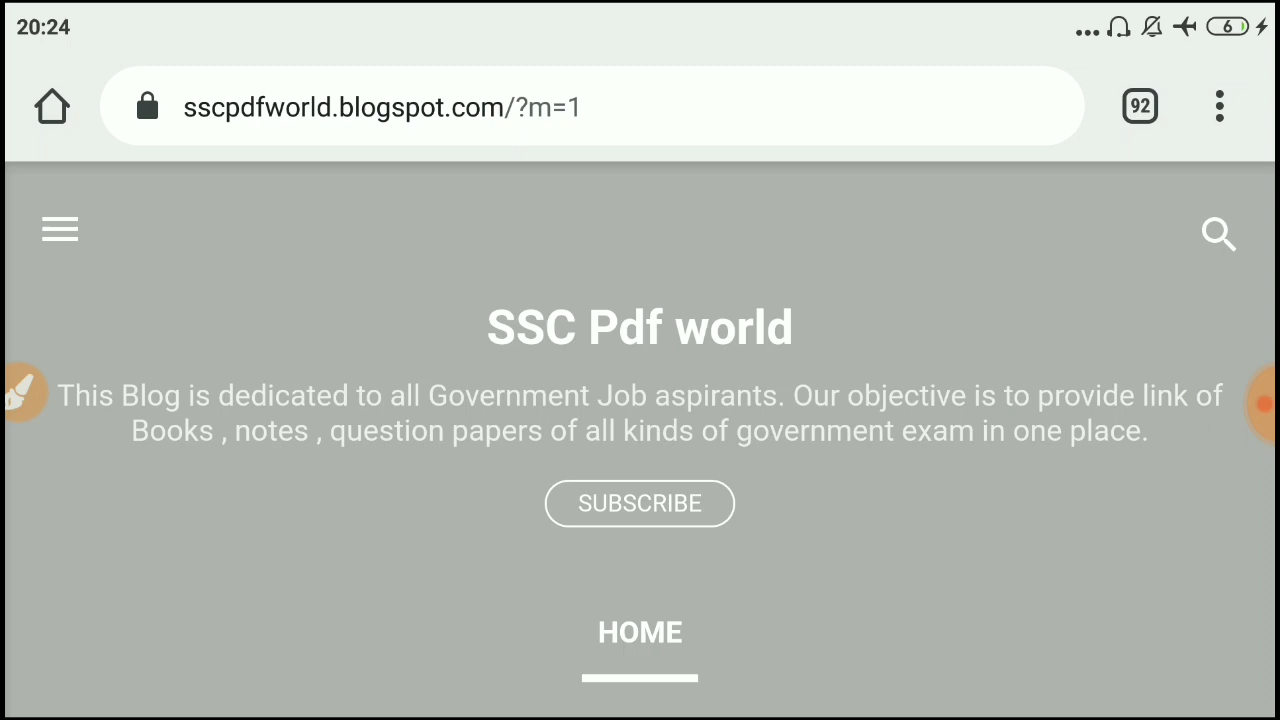 20:24
6
sscpdfworld.blogspot.com/?m=1
92
SSC Pdf world
This Blog is dedicated to all Government Job aspirants. Our objective is to provide link of
Books , notes , question papers of all kinds of government exam in one place.
SUBSCRIBE
HOME